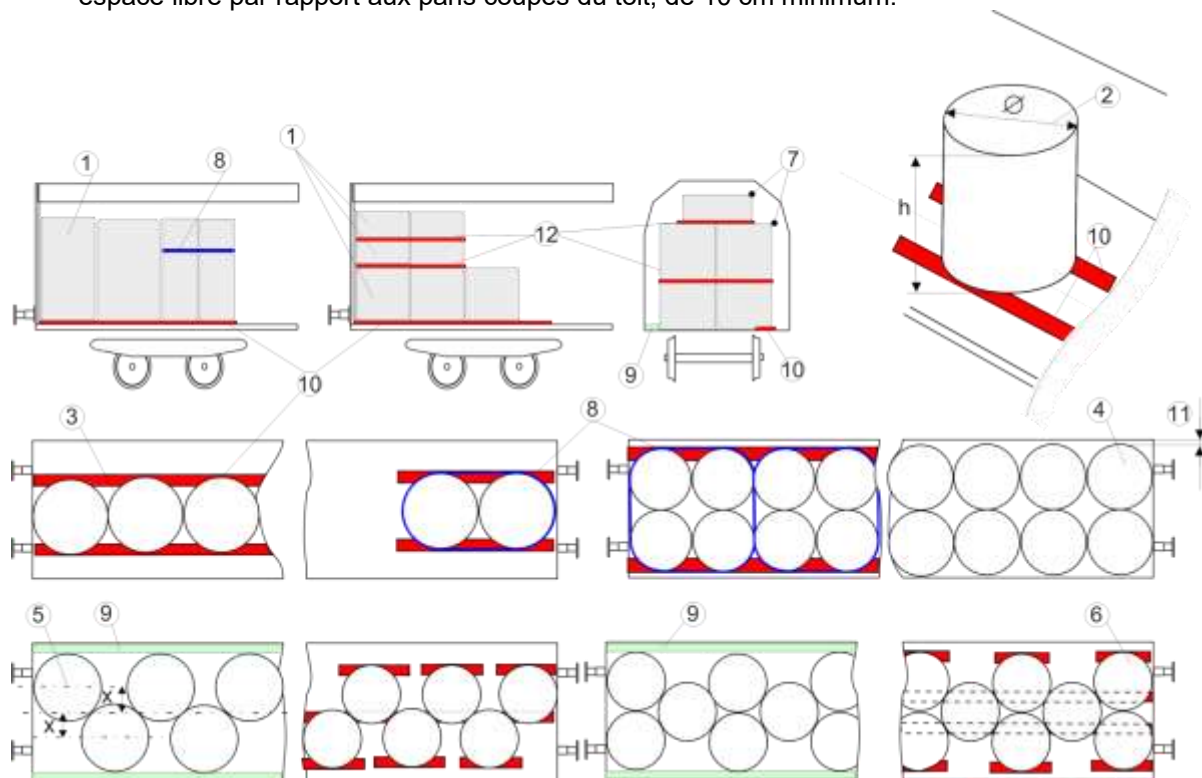 espace libre par rapport aux pans coupés du toit, de 10 cm minimum.
Ø 2
1 8 1 7
12
h
10
9 10
10
3 8 4 11
5 9 9 6
x
x